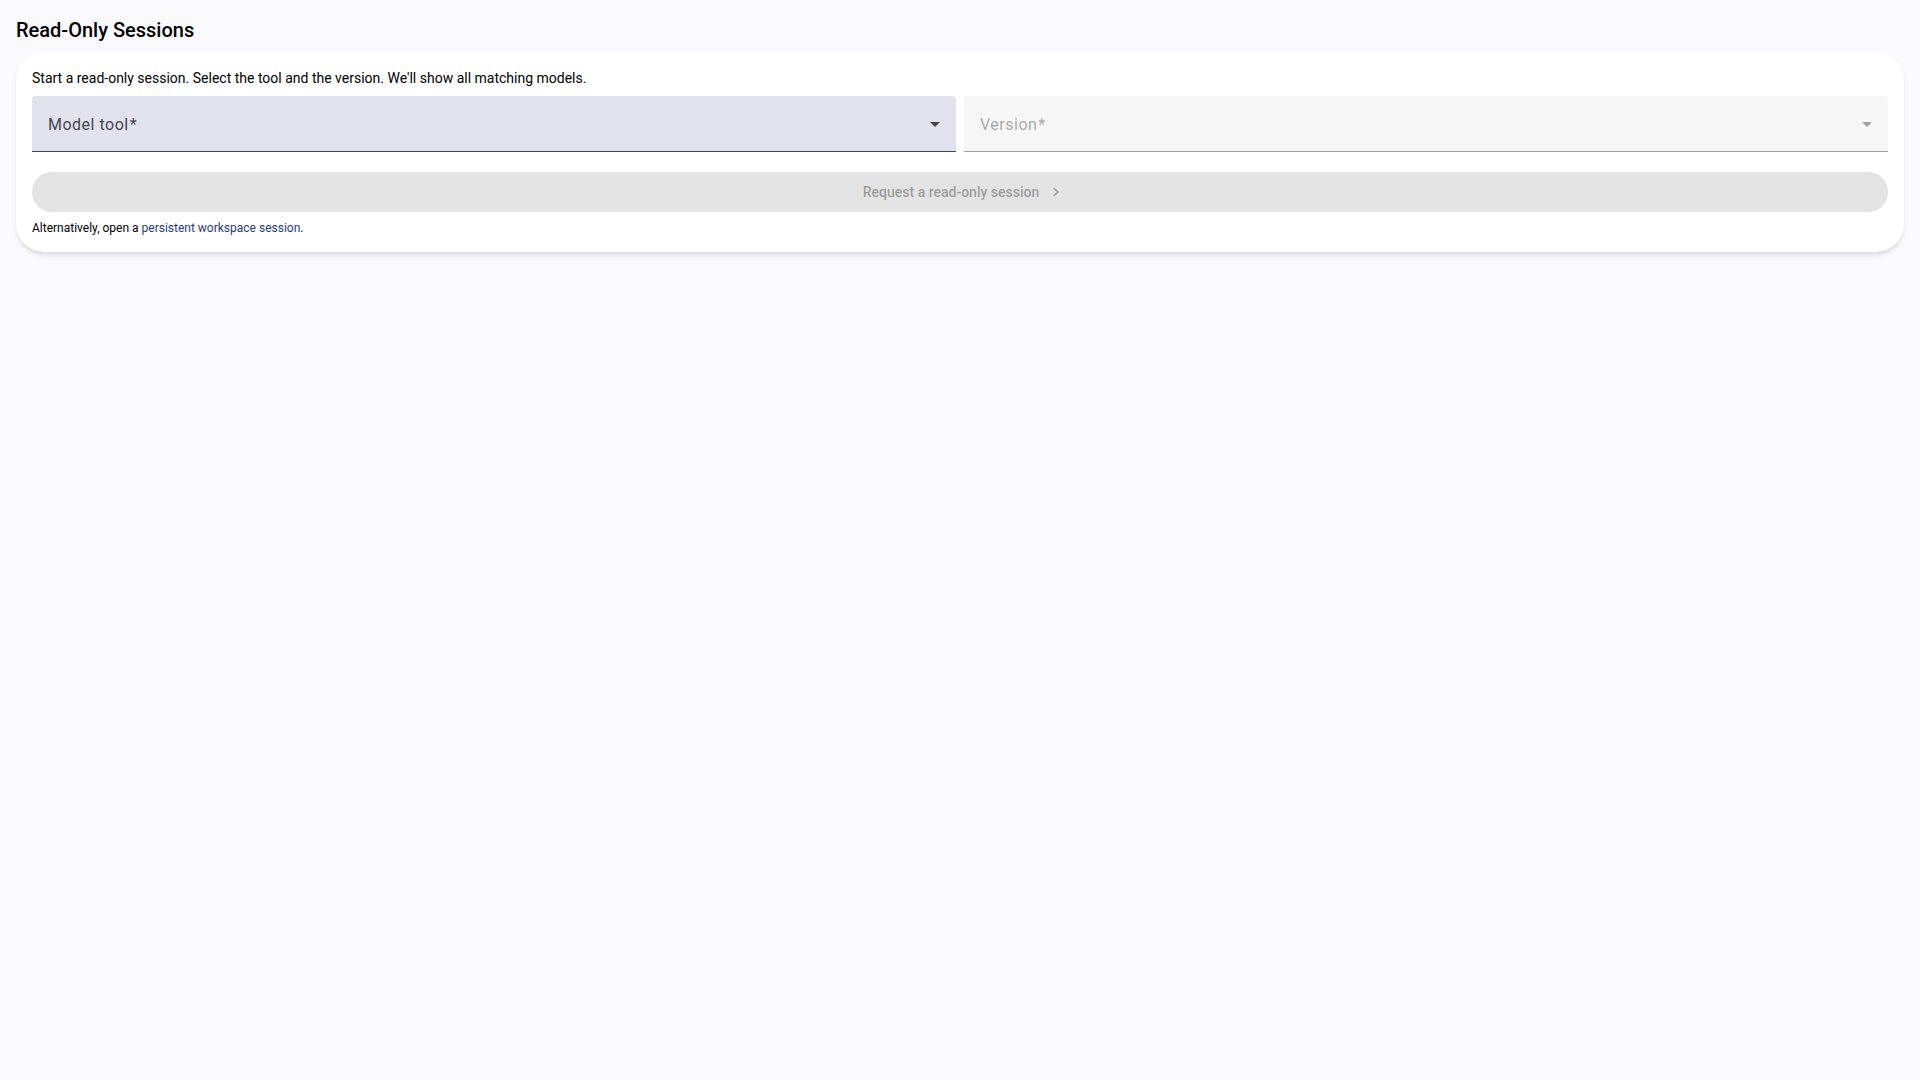 Read-Only Sessions
Start a read-only session. Select the tool and the version. We'll show all matching models.
Model tool*
Version*
Request a read-only session
Alternatively, open a persistent workspace session.